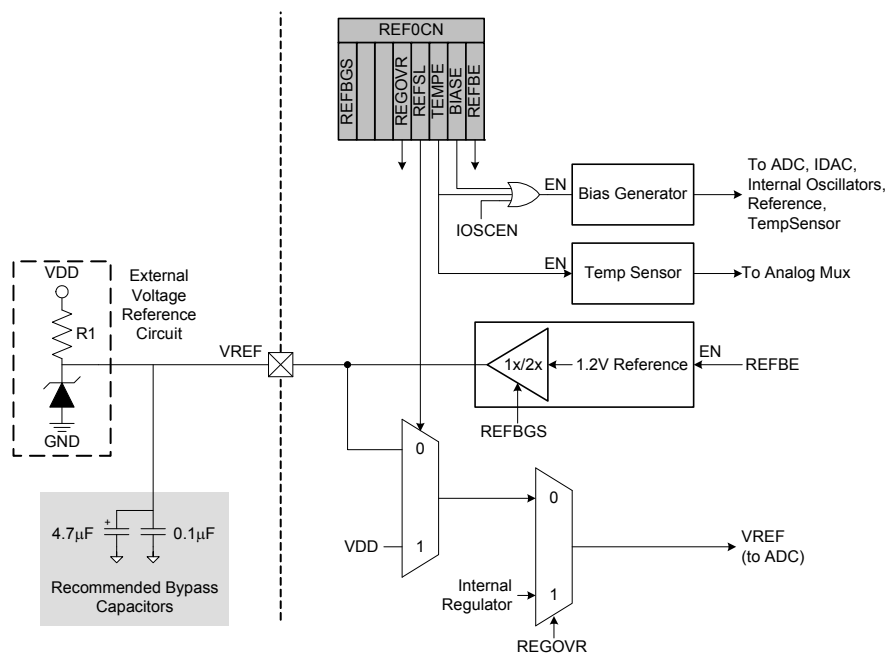 REF0CN
REFBGS
REGOVR
REFSL
TEMPE
BIASE
REFBE
EN
Bias Generator
To ADC, IDAC,
Internal Oscillators,
Reference,
TempSensor
IOSCEN
EN
Temp Sensor
To Analog Mux
VDD
R1
GND
External
Voltage
Reference
Circuit
VREF
1x/2x
1.2V Reference
EN
REFBE
REFBGS
0
1
VDD
0
1
Internal
Regulator
REGOVR
VREF
(to ADC)
4.7μF
+
0.1μF
Recommended Bypass
Capacitors